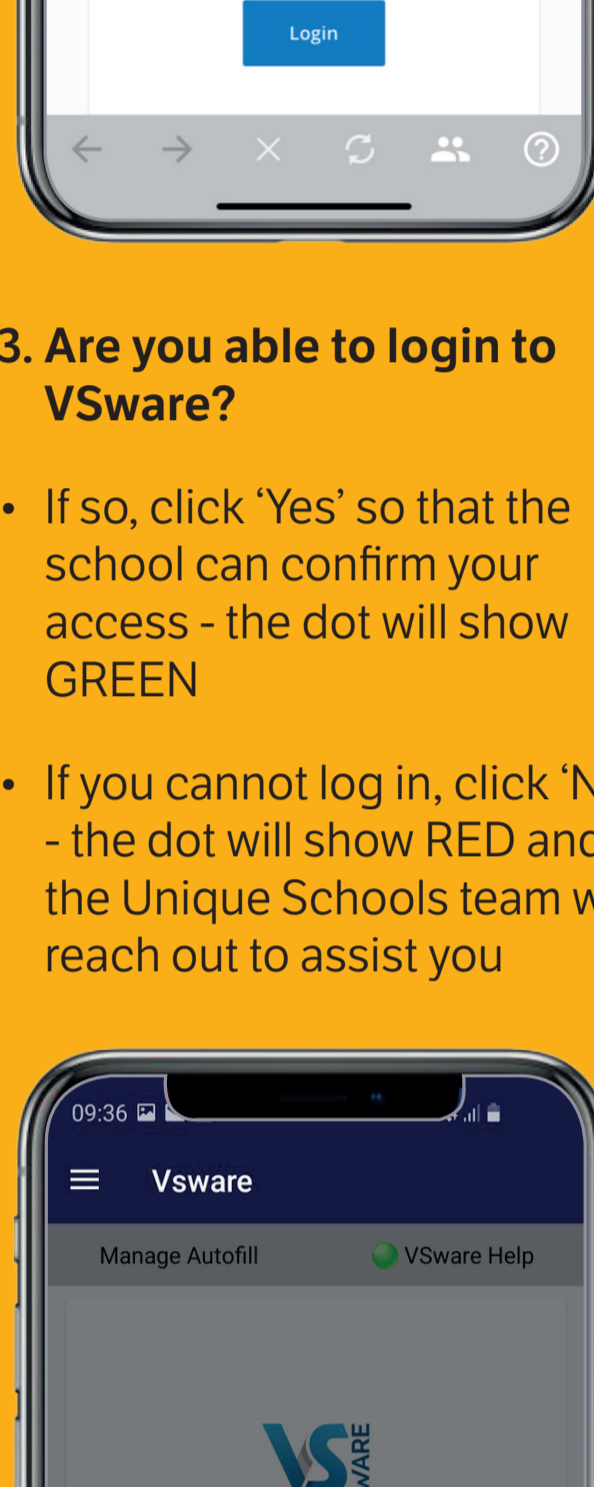 Login
3. Are you able to login to
VSware?
• If so, click ‘Yes’ so that the
school can confirm your
access - the dot will show
GREEN
• If you cannot log in, click
- the dot will show RED and
the Unique Schools team
reach out to assist you
09:36
Vsware
Manage Autofill VSware Help
VS